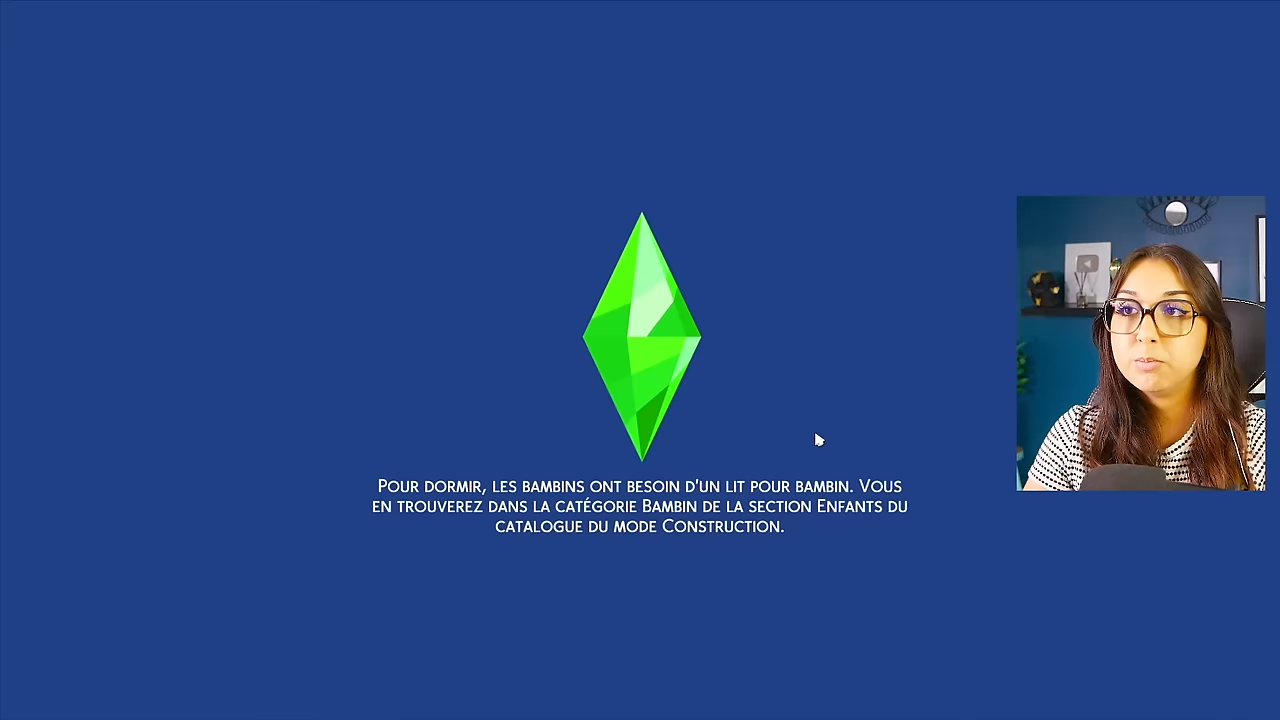 Pour dormir, les bambins ont besoin d'un lit pour bambin. Vous
en trouverez dans la catégorie Bambin de la section Enfants du
catalogue du mode Construction.